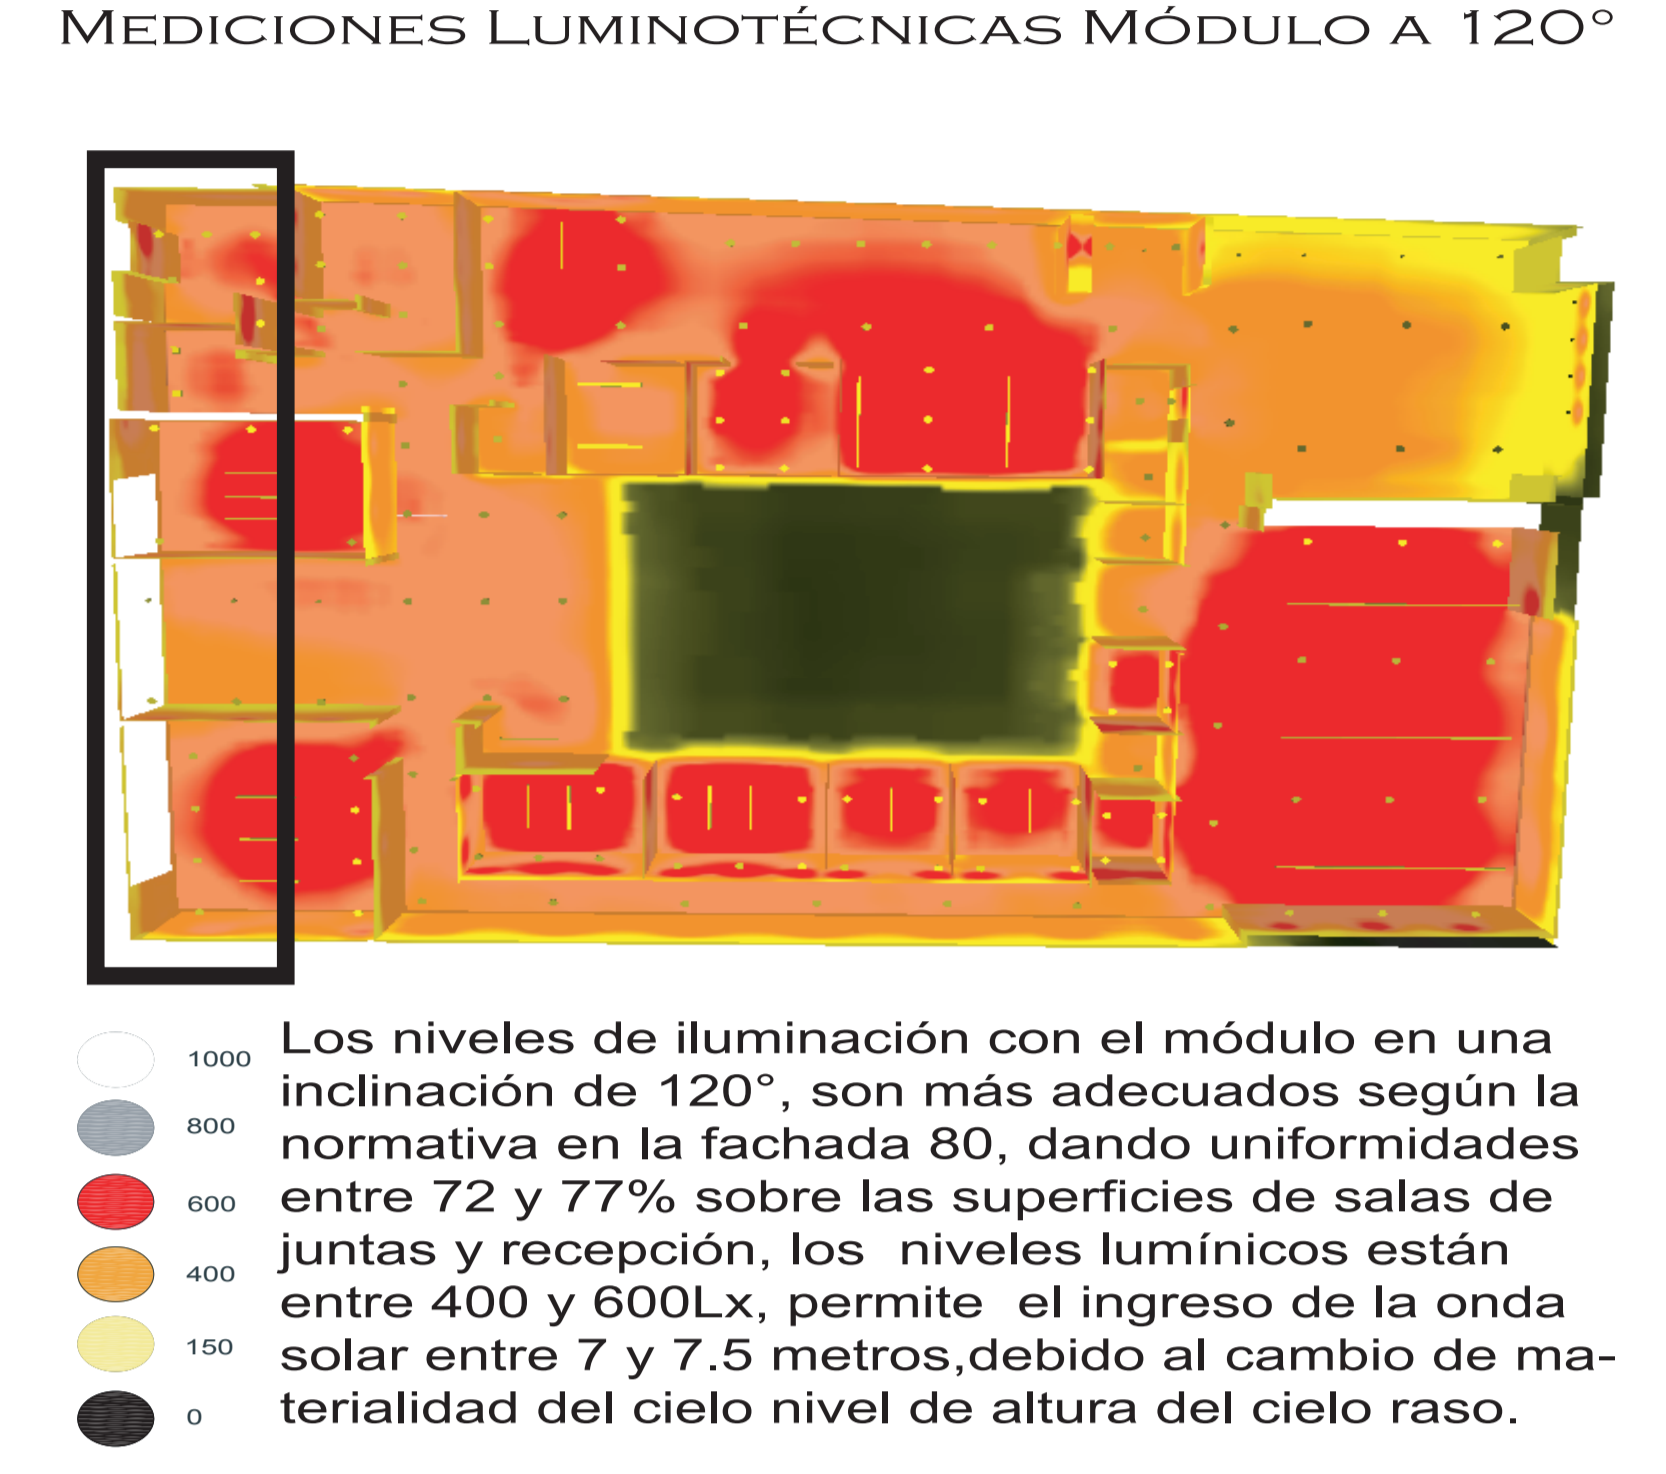 MEDICIONES LUMINOTÉCNICAS MÓDULO A 120°
1000
800
600
400
150
0
Los niveles de iluminación con el módulo en una
inclinación de 120°, son más adecuados según la
normativa en la fachada 80, dando uniformidades
entre 72 y 77% sobre las superficies de salas de
juntas y recepción, los niveles lumínicos están
entre 400 y 600Lx, permite el ingreso de la onda
solar entre 7 y 7.5 metros,debido al cambio de ma-
terialidad del cielo nivel de altura del cielo raso.